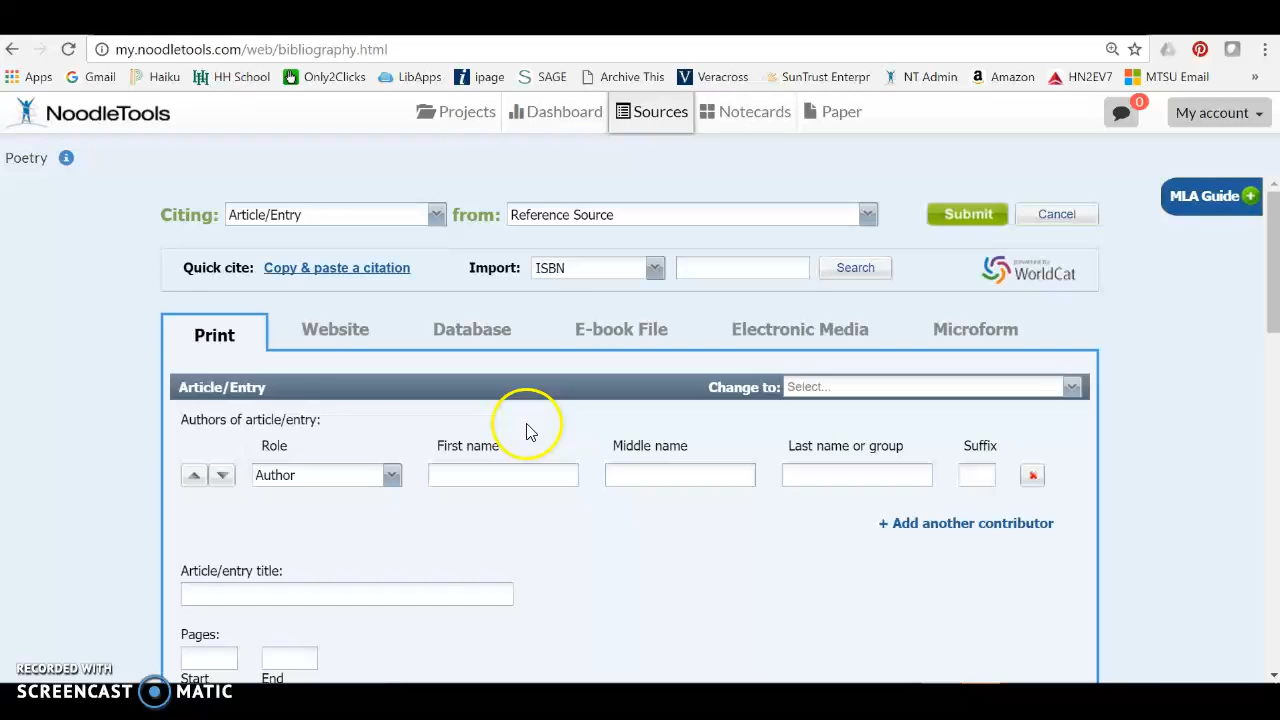 my.noodletools.com/web/bibliography.html
Apps Gmail Haiku HH School Only2Clicks LibApps ipage SAGE Archive This Vercross SunTrust Enterpr NT Admin Amazon HN2EV7 MTSU Email »
NoodleTools Projects Dashboard Sources Notecards Paper 0 My account
Poetry
MLA Guide
Citing: Article/Entry from: Reference Source Submit Cancel
Quick cite: Copy & paste a citation Import: ISBN Search powered by WorldCat
Print Website Database E-book File Electronic Media Microform
Article/Entry Change to: Select...
Authors of article/entry:
Role First name Middle name Last name or group Suffix
Author
+ Add another contributor
Article/entry title:
Pages:
Start End
RECORDED WITH
SCREENCAST MATIC